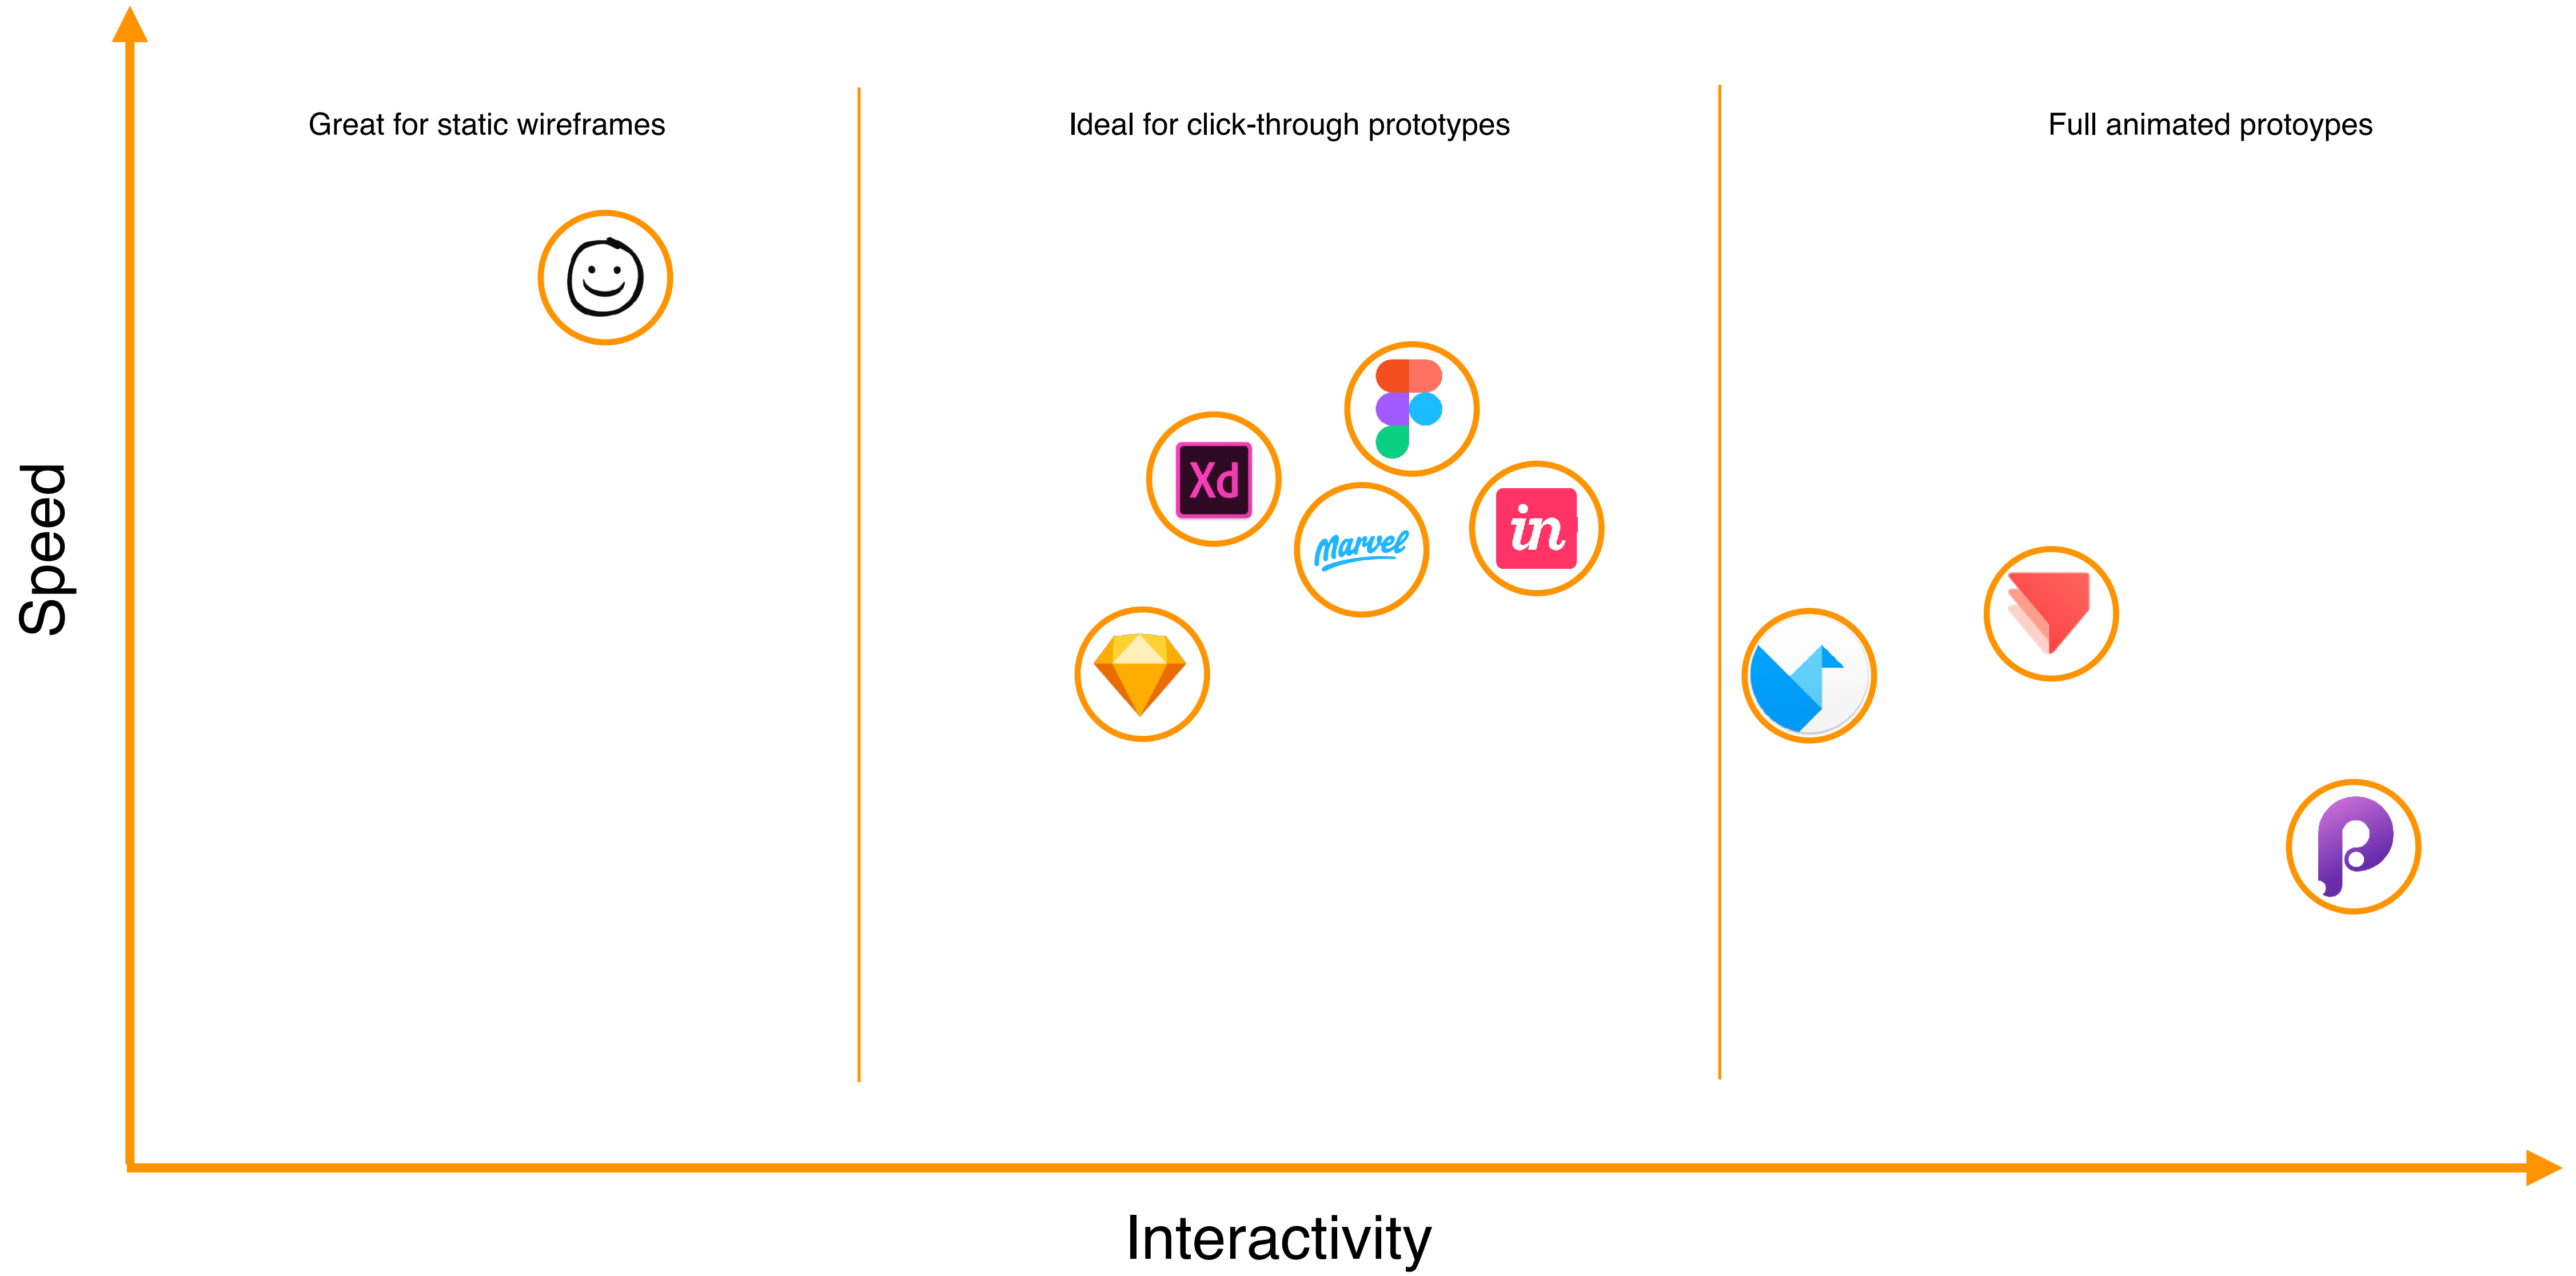 Great for static wireframes
Ideal for click-through prototypes
Full animated protoypes
Xd
Marvel
in
Speed
Interactivity